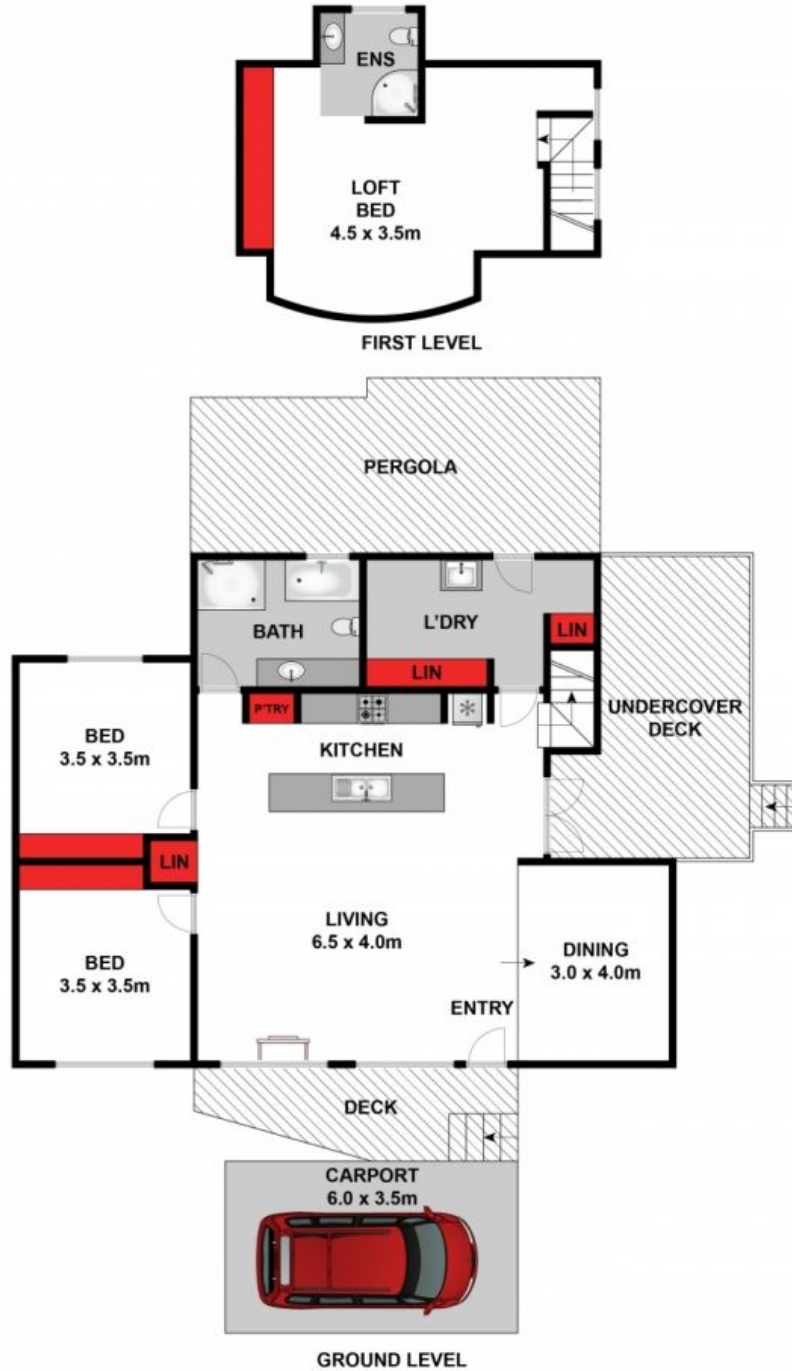 ENS
LOFT
BED
4.5 x 3.5m
FIRST LEVEL
PERGOLA
BATH
L'DRY
LIN
LIN
P'TRY
UNDERCOVER
DECK
BED
3.5 x 3.5m
KITCHEN
LIN
LIVING
6.5 x 4.0m
DINING
3.0 x 4.0m
BED
3.5 x 3.5m
ENTRY
DECK
CARPORT
6.0 x 3.5m
GROUND LEVEL